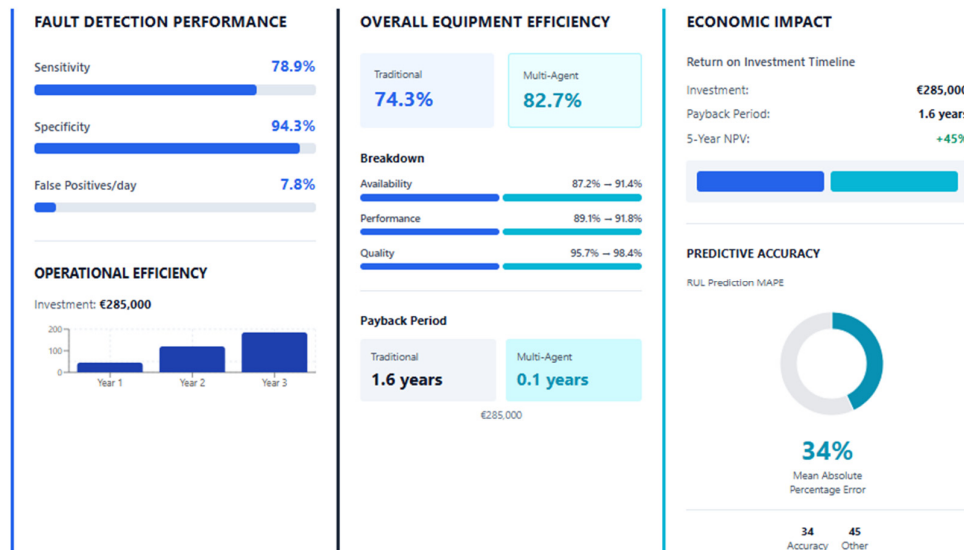 FAULT DETECTION PERFORMANCE
Sensitivity 78.9%
Specificity 94.3%
False Positives/day 7.8%
OPERATIONAL EFFICIENCY
Investment: €285,000
200
100
0
Year 1 Year 2 Year 3
OVERALL EQUIPMENT EFFICIENCY
Traditional
74.3%
Multi-Agent
82.7%
Breakdown
Availability 87.2% → 91.4%
Performance 89.1% → 91.8%
Quality 95.7% → 98.4%
Payback Period
Traditional
1.6 years
Multi-Agent
0.1 years
€285,000
ECONOMIC IMPACT
Return on Investment Timeline
Investment: €285,000
Payback Period: 1.6 years
5-Year NPV: +45%
PREDICTIVE ACCURACY
RUL Prediction MAPE
34%
Mean Absolute
Percentage Error
34 45
Accuracy Other